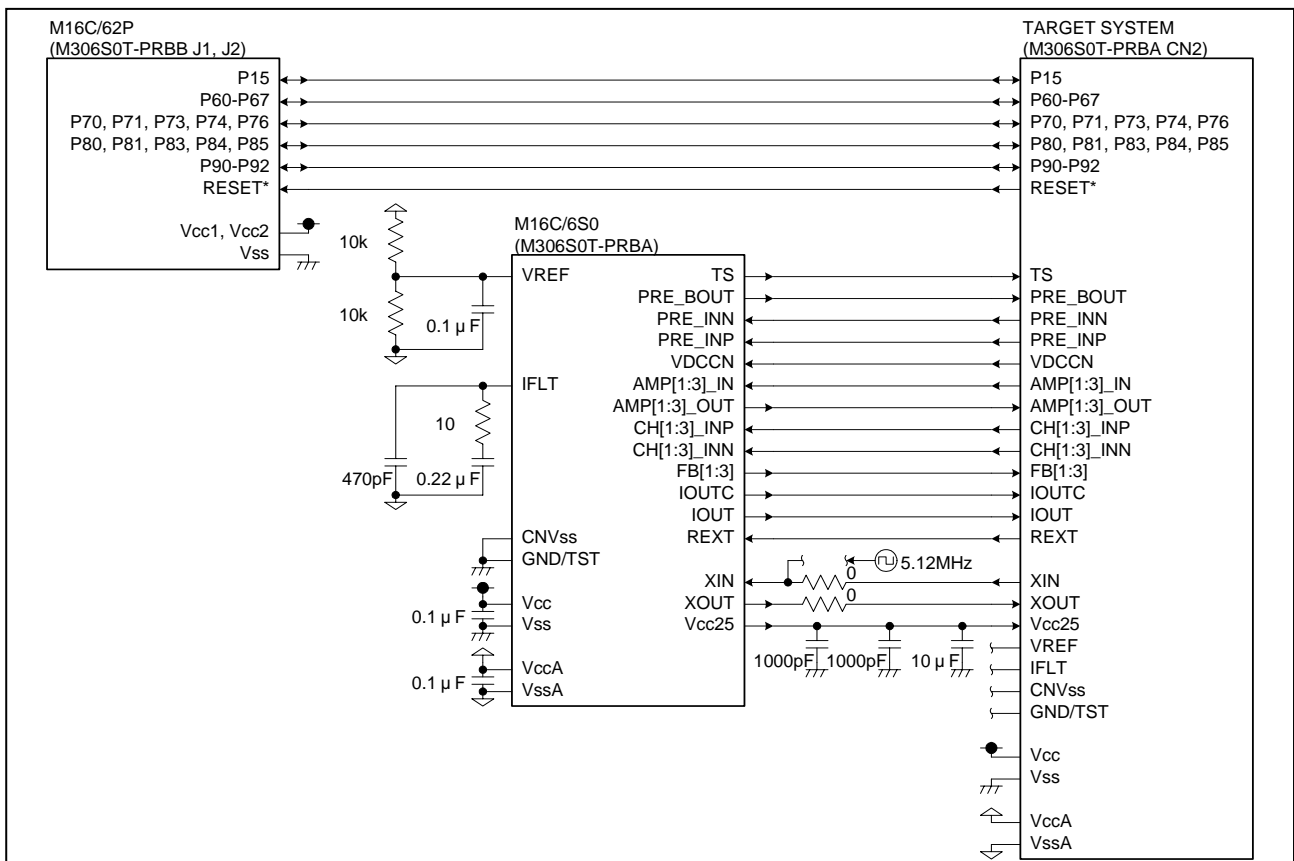 M16C/62P
(M306S0T-PRBB J1, J2)
P15
P60-P67
P70, P71, P73, P74, P76
P80, P81, P83, P84, P85
P90-P92
RESET*
Vcc1, Vcc2
Vss
TARGET SYSTEM
(M306S0T-PRBA CN2)
P15
P60-P67
P70, P71, P73, P74, P76
P80, P81, P83, P84, P85
P90-P92
RESET*
10k
10k
0.1 μ F
10
470pF
0.22 μ F
0.1 μ F
0.1 μ F
M16C/6S0
(M306S0T-PRBA)
VREF
IFLT
CNVss
GND/TST
Vcc
Vss
VccA
VssA
TS
PRE_BOUT
PRE_INN
PRE_INP
VDCCN
AMP[1:3]_IN
AMP[1:3]_OUT
CH[1:3]_INP
CH[1:3]_INN
FB[1:3]
IOUTC
IOUT
REXT
XIN
XOUT
Vcc25
5.12MHz
0
0
1000pF
1000pF
10 μ F
TS
PRE_BOUT
PRE_INN
PRE_INP
VDCCN
AMP[1:3]_IN
AMP[1:3]_OUT
CH[1:3]_INP
CH[1:3]_INN
FB[1:3]
IOUTC
IOUT
REXT
XIN
XOUT
Vcc25
VREF
IFLT
CNVss
GND/TST
Vcc
Vss
VccA
VssA